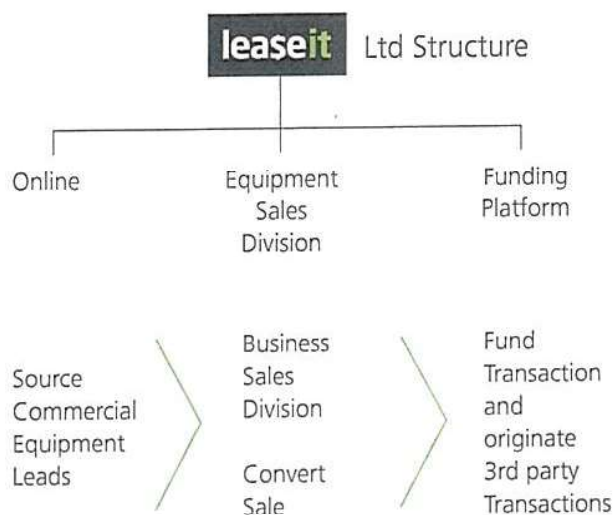 leaseit Ltd Structure
Online
Equipment
Sales
Division
Funding
Platform
Source
Commercial
Equipment
Leads
Business
Sales
Division
Convert
Sale
Fund
Transaction
and
originate
3rd party
Transactions